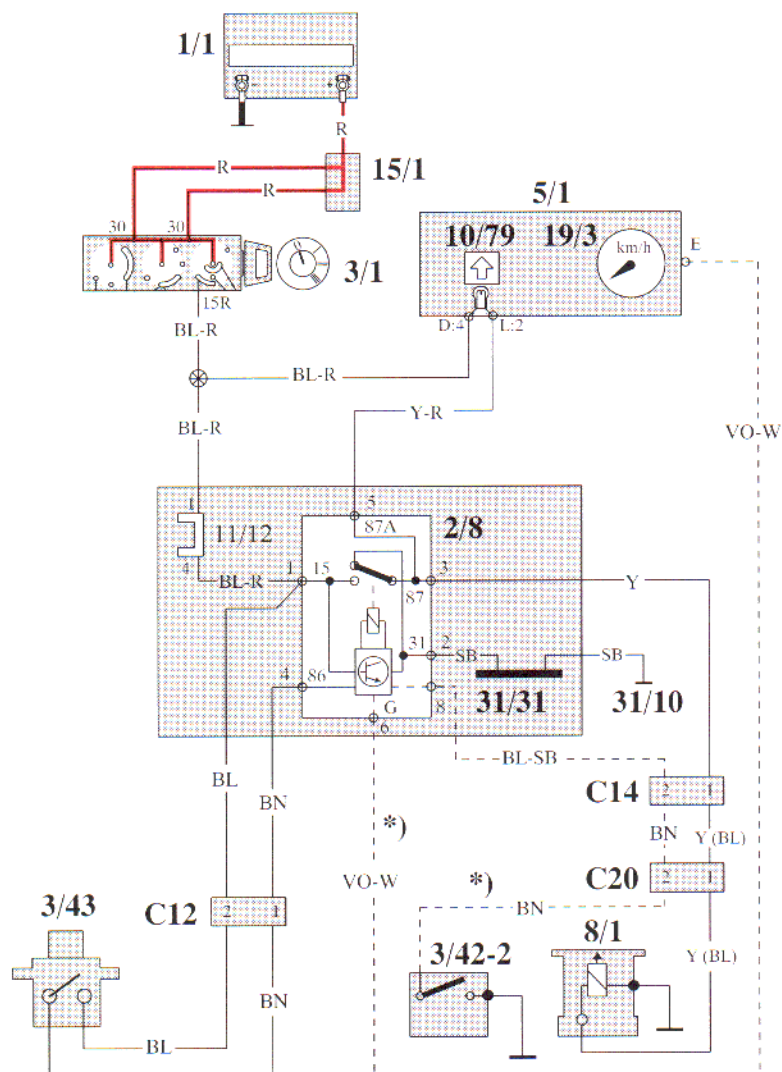 1/1
- +
R
R
15/1
R
5/1
30 30
10/79 19/3
E
km/h
3/1
15R
D:4 L:2
BL-R
BL-R
Y-R
BL-R
VO-W
1
5
11/12
87A
2/8
4
1 15
3
BL-R
87
Y
31 2
SB
SB
4 86
31/31
31/10
G
8
6
BL-SB
BL
C14 2 1
BN
*)
BN
Y (BL)
C20 2 1
VO-W
*)
3/43
C12 2 1
BN
8/1
3/42-2
Y (BL)
BN
BL